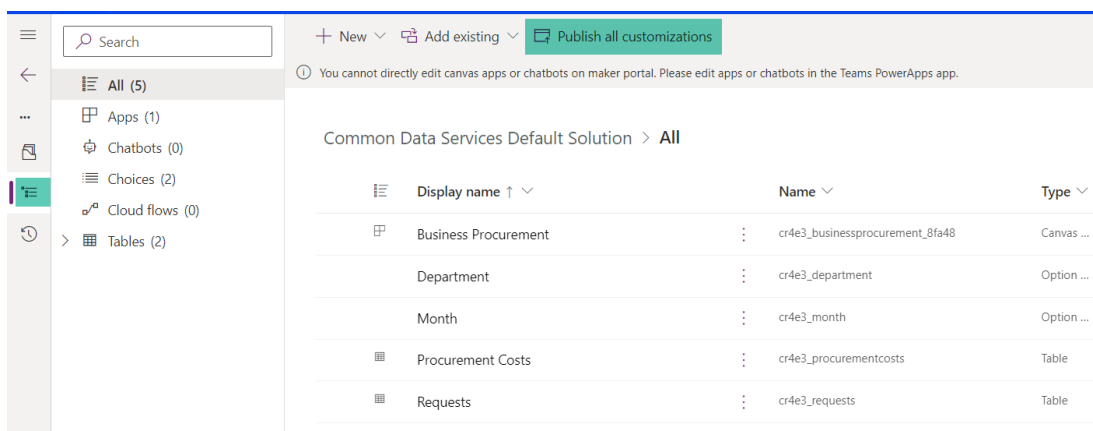 Search
New
Add existing
Publish all customizations
You cannot directly edit canvas apps or chatbots on maker portal. Please edit apps or chatbots in the Teams PowerApps app.
All (5)
Apps (1)
Chatbots (0)
Choices (2)
Cloud flows (0)
Tables (2)
Common Data Services Default Solution > All
Display name ↑ Name Type
Business Procurement cr4e3_businessprocurement_8fa48 Canvas ...
Department cr4e3_department Option ...
Month cr4e3_month Option ...
Procurement Costs cr4e3_procurementcosts Table
Requests cr4e3_requests Table